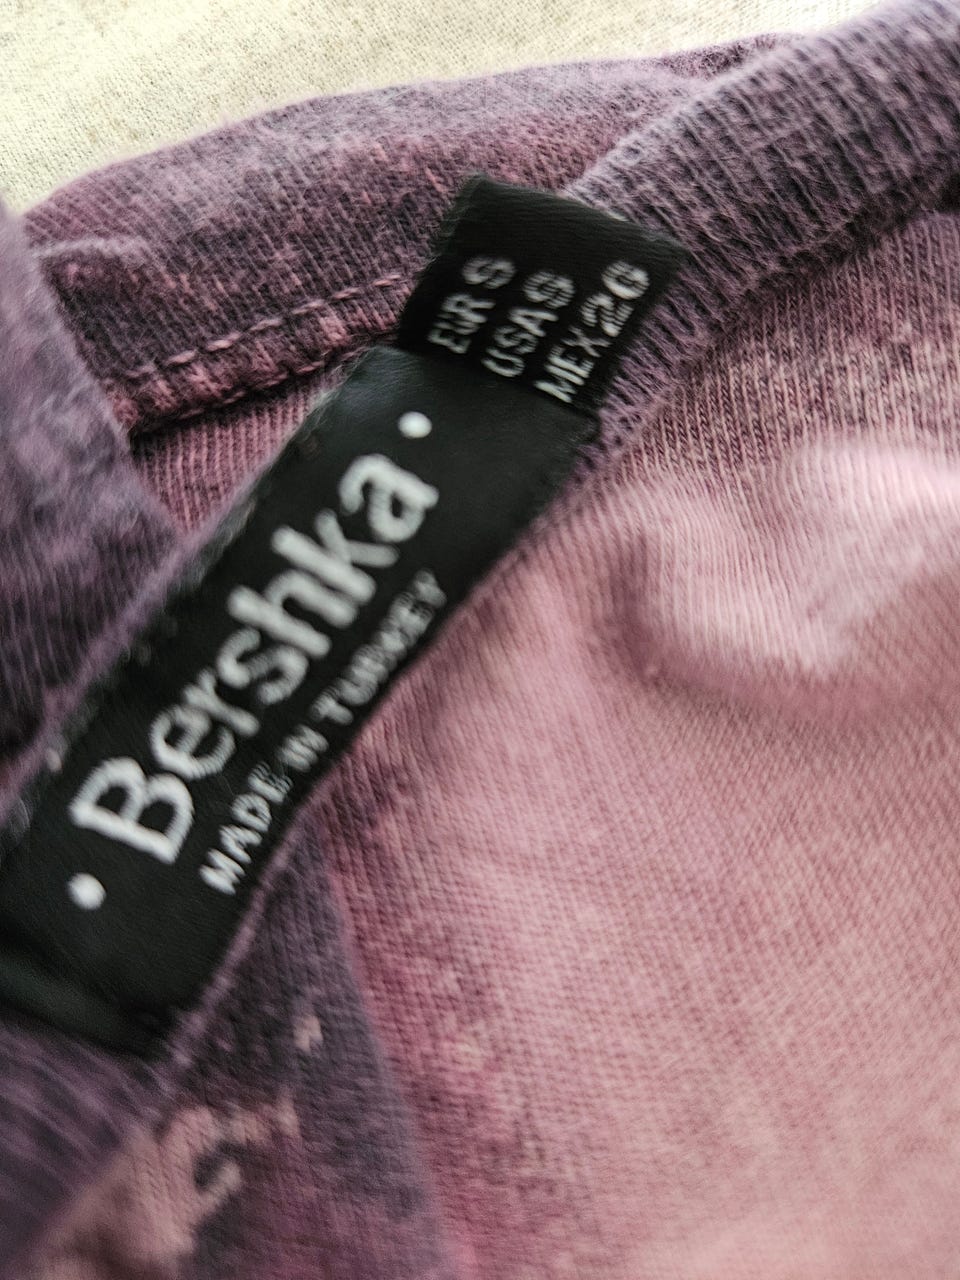 EUR S
USA S
MEX 26
• Bershka •
MADE IN TURKEY